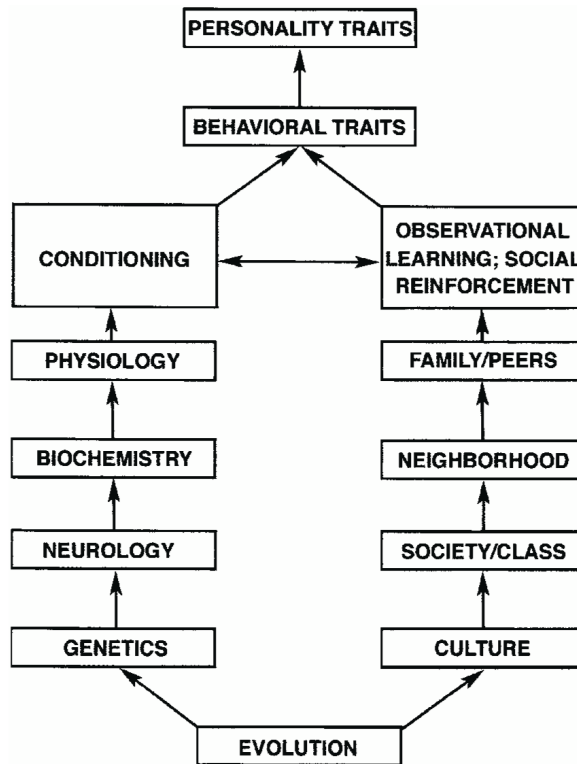 PERSONALITY TRAITS
BEHAVIORAL TRAITS
CONDITIONING
OBSERVATIONAL
LEARNING; SOCIAL
REINFORCEMENT
PHYSIOLOGY
FAMILY/PEERS
BIOCHEMISTRY
NEIGHBORHOOD
NEUROLOGY
SOCIETY/CLASS
GENETICS
CULTURE
EVOLUTION